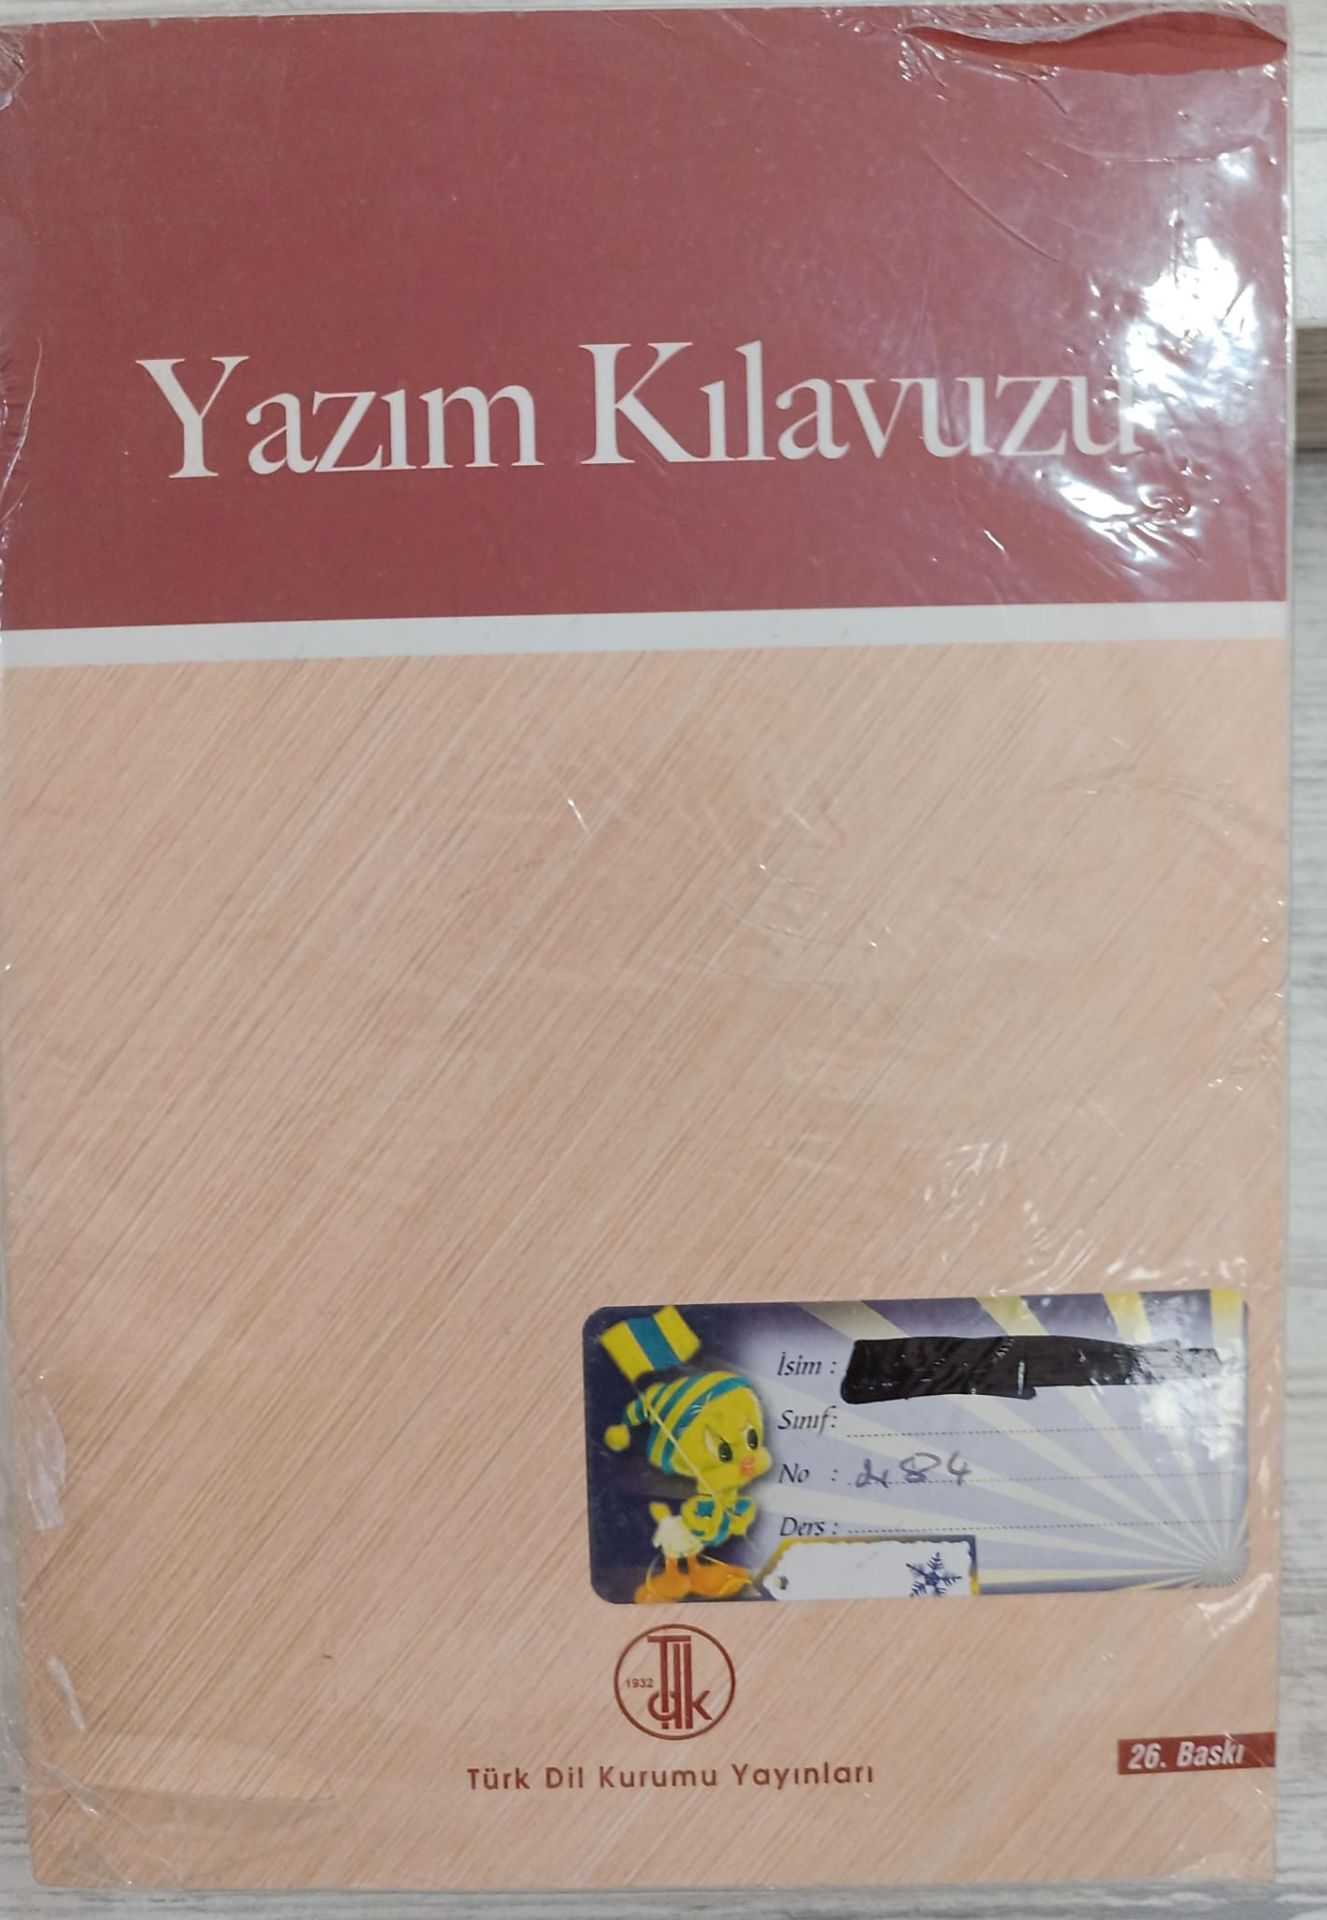 Yazım Kılavuzu
İsim :
Sınıf:
No : 284
Ders :
1932
Tdk
Türk Dil Kurumu Yayınları
26. Baskı